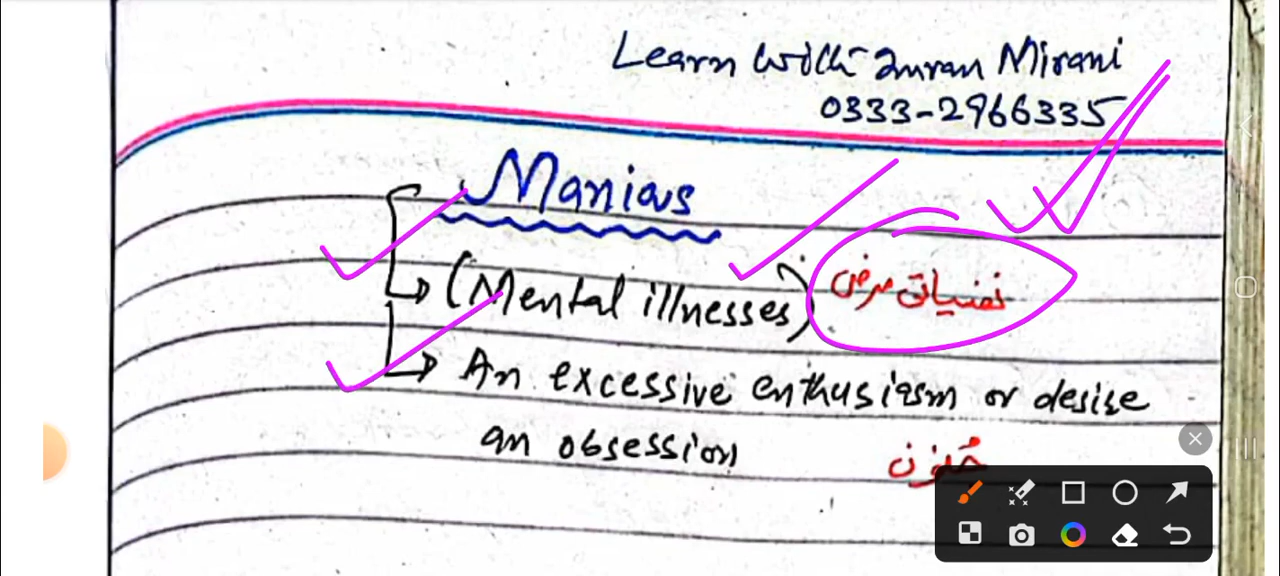 Learn with Imran Mirani
0333-2966335
Manias
(Mental illnesses) نفسیاتی مرض
An excessive enthusiasm or desire
an obsession جنون